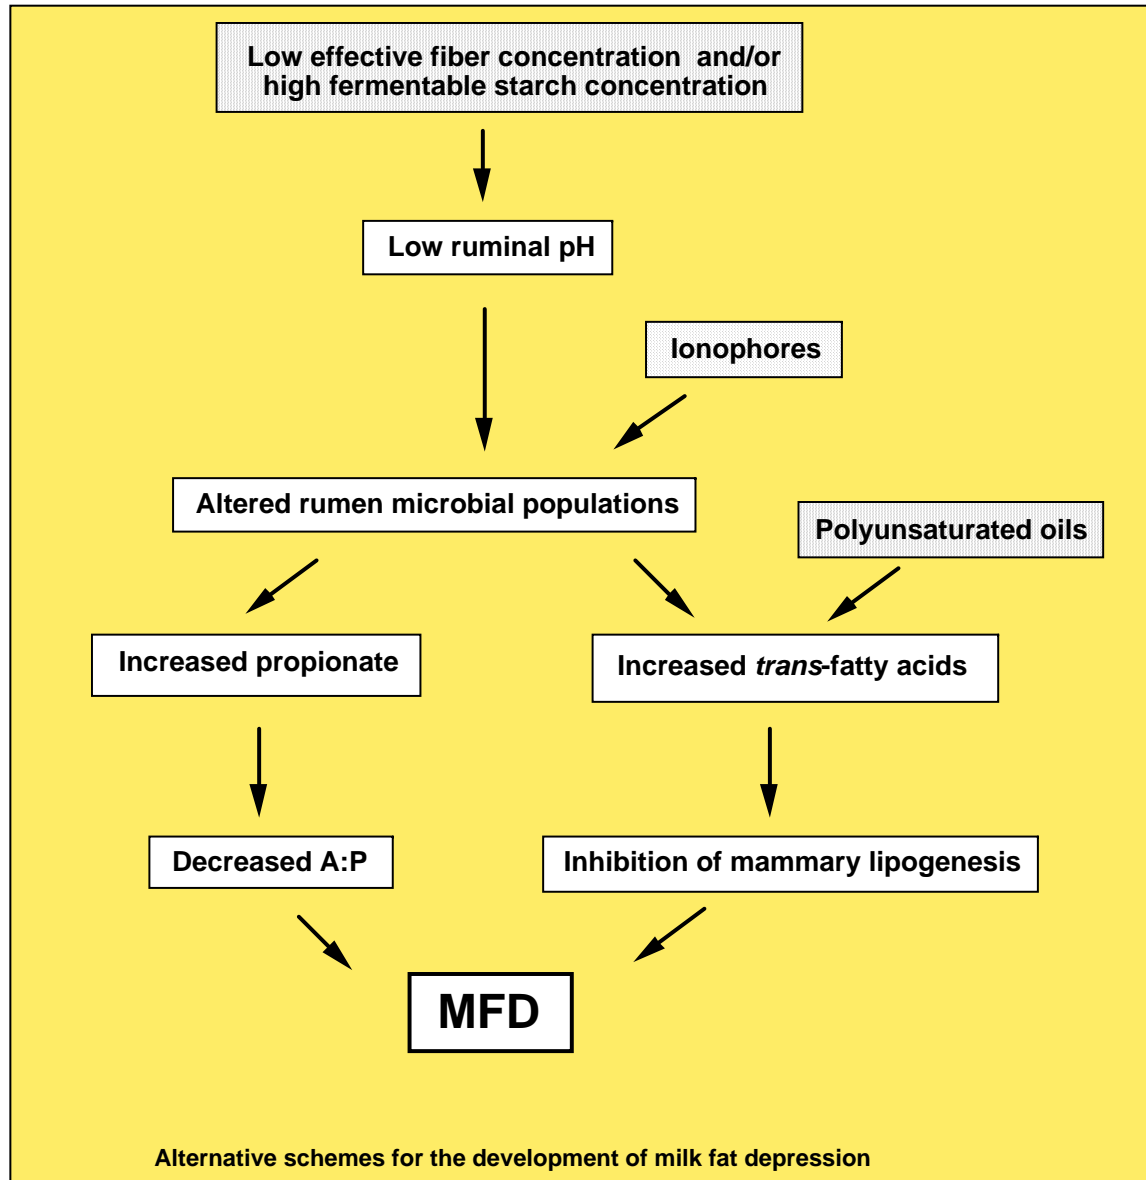 Low effective fiber concentration and/or
high fermentable starch concentration
Low ruminal pH
Ionophores
Altered rumen microbial populations
Polyunsaturated oils
Increased propionate
Increased trans-fatty acids
Decreased A:P
Inhibition of mammary lipogenesis
MFD
Alternative schemes for the development of milk fat depression